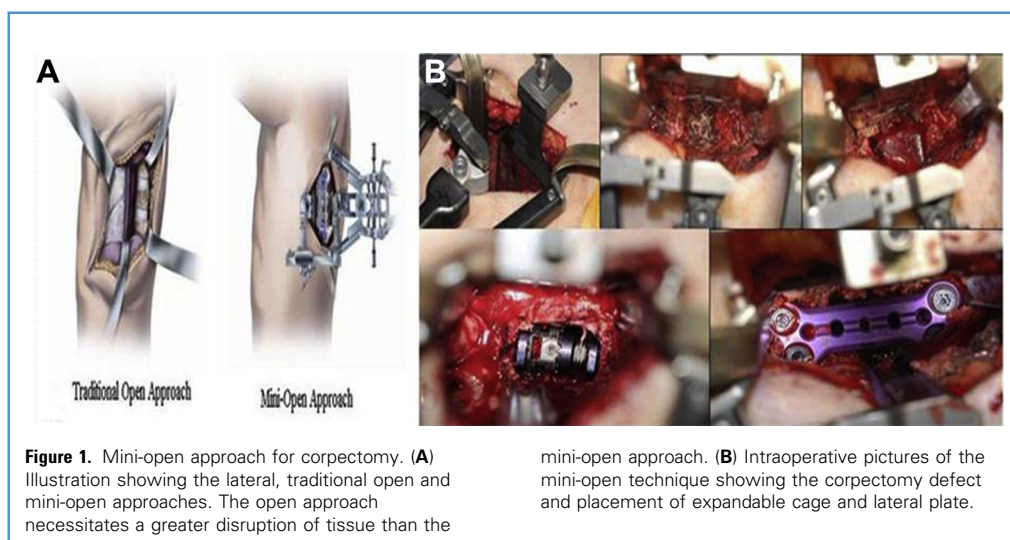 A
B
Traditional Open Approach
Mini-Open Approach
Figure 1. Mini-open approach for corpectomy. (A)
Illustration showing the lateral, traditional open and
mini-open approaches. The open approach
necessitates a greater disruption of tissue than the
mini-open approach. (B) Intraoperative pictures of the
mini-open technique showing the corpectomy defect
and placement of expandable cage and lateral plate.